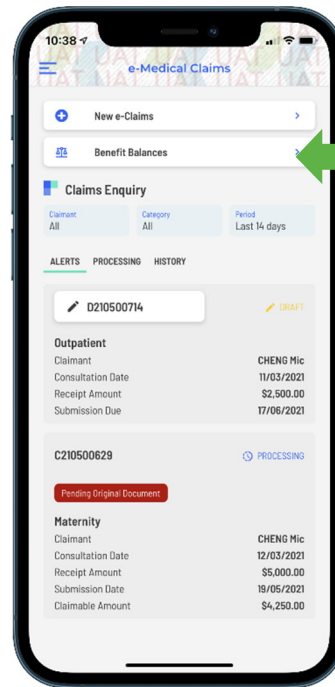 10:38
e-Medical Claims
New e-Claims
Benefit Balances
Claims Enquiry
Claimant Category Period
All All Last 14 days
ALERTS PROCESSING HISTORY
D210500714 DRAFT
Outpatient
Claimant CHENG Mic
Consultation Date 11/03/2021
Receipt Amount $2,500.00
Submission Due 17/06/2021
C210500629 PROCESSING
Pending Original Document
Maternity
Claimant CHENG Mic
Consultation Date 12/03/2021
Receipt Amount $5,000.00
Submission Date 19/05/2021
Claimable Amount $4,250.00